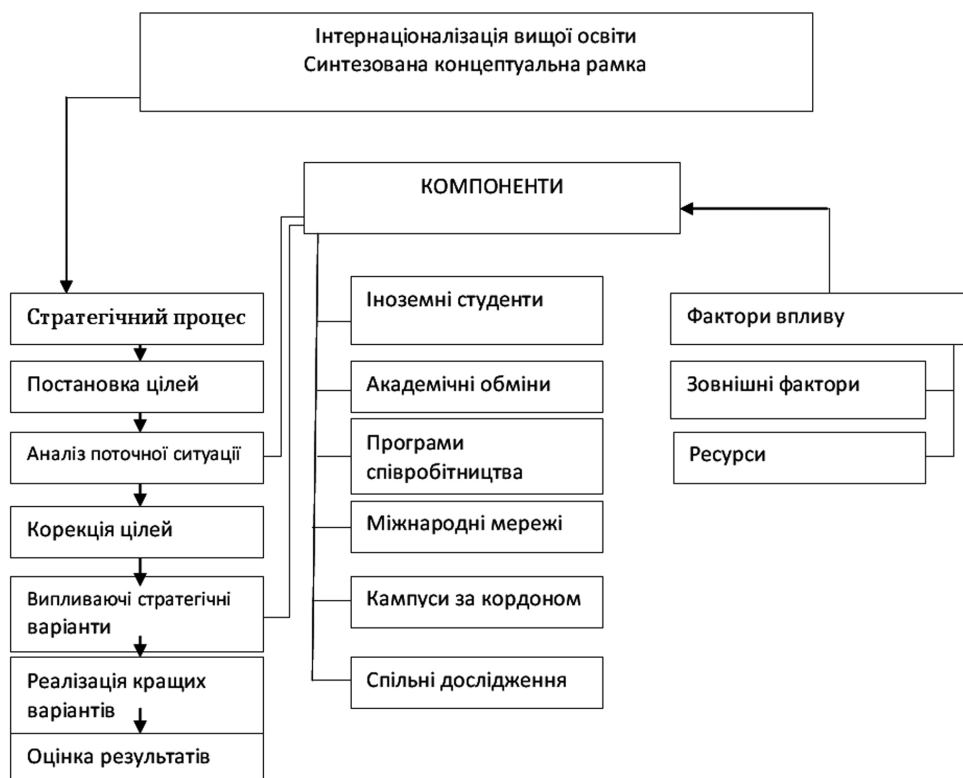 Інтернаціоналізація вищої освіти
Синтезована концептуальна рамка
КОМПОНЕНТИ
Стратегічний процес
Постановка цілей
Аналіз поточної ситуації
Корекція цілей
Випливаючі стратегічні
варіанти
Реалізація кращих
варіантів
Оцінка результатів
Іноземні студенти
Академічні обміни
Програми
співробітництва
Міжнародні мережі
Кампуси за кордоном
Спільні дослідження
Фактори впливу
Зовнішні фактори
Ресурси